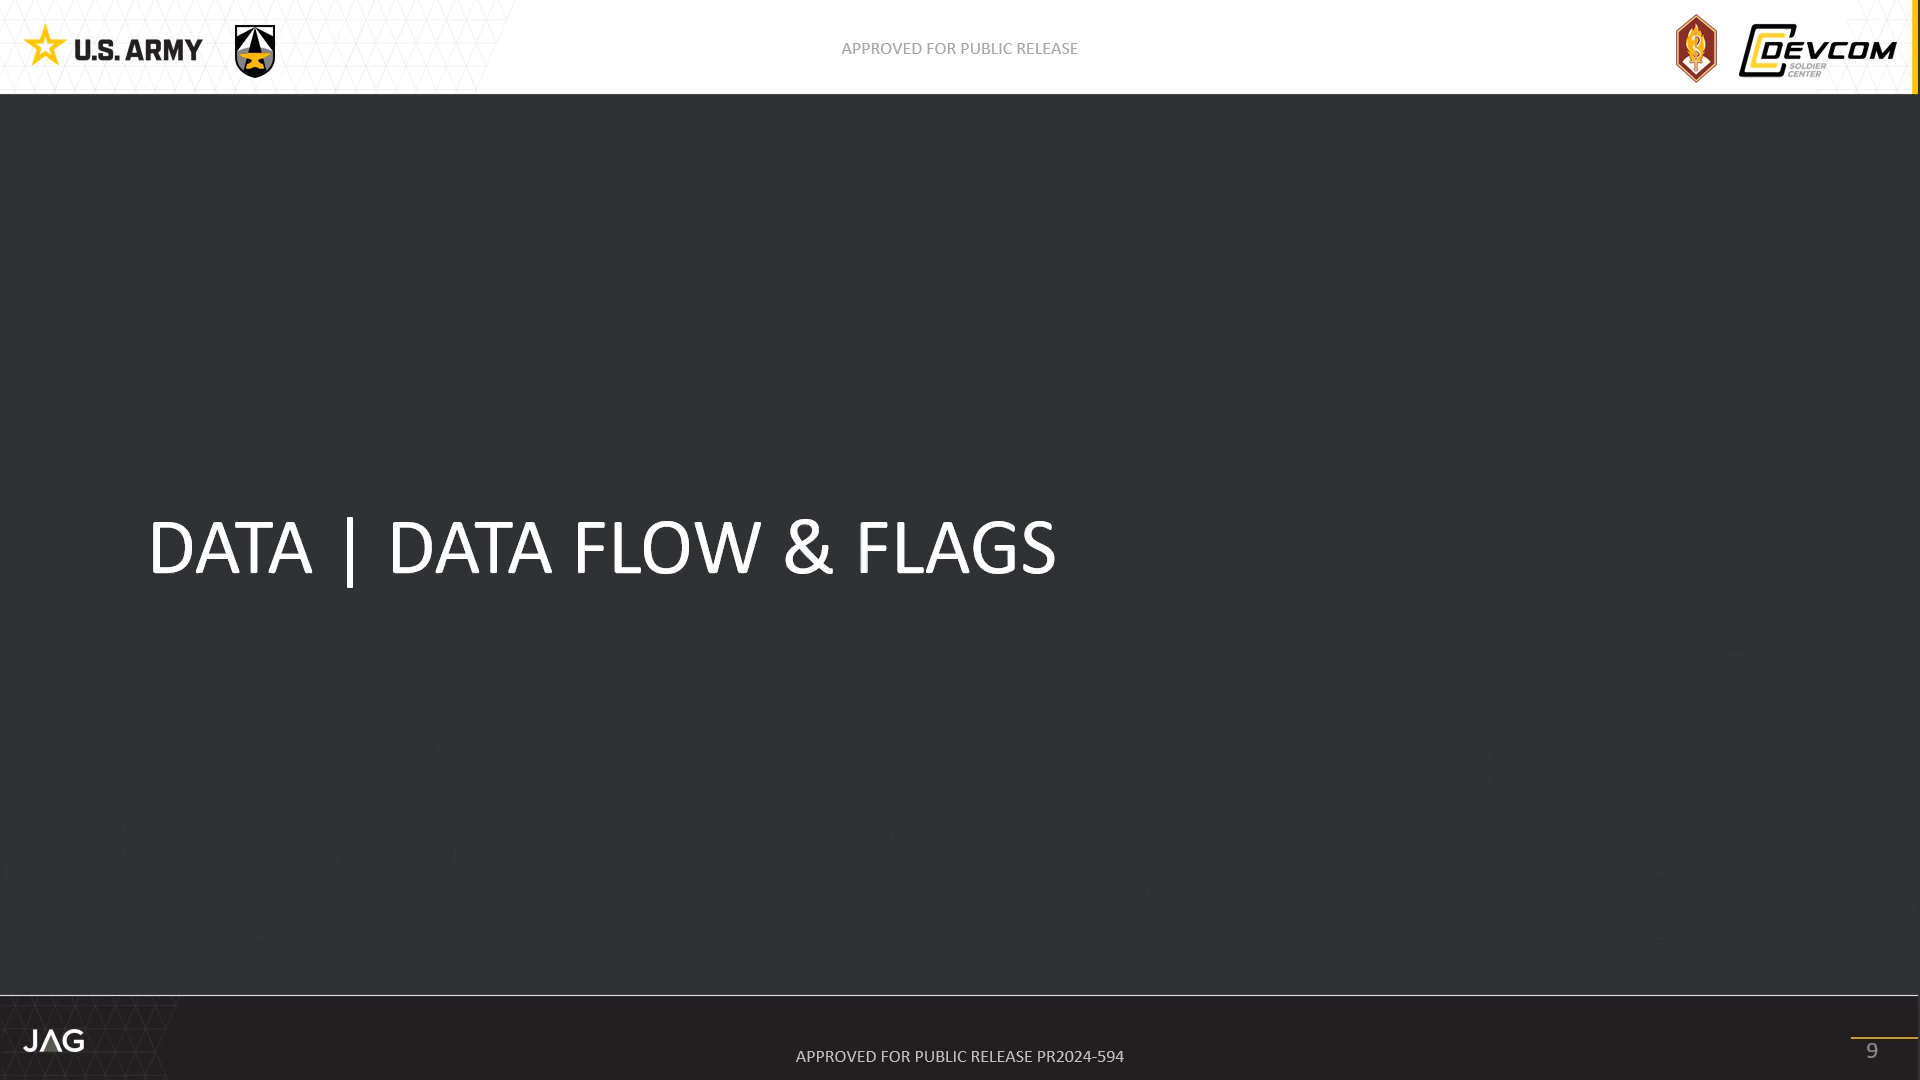 U.S. ARMY
APPROVED FOR PUBLIC RELEASE
DEVCOM
SOLDIER
CENTER
DATA | DATA FLOW & FLAGS
JAG
APPROVED FOR PUBLIC RELEASE PR2024-594
9